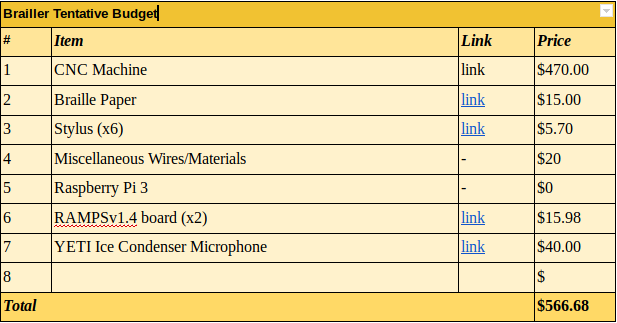 Brailler Tentative Budget
# Item Link Price
1 CNC Machine link $470.00
2 Braille Paper link $15.00
3 Stylus (x6) link $5.70
4 Miscellaneous Wires/Materials - $20
5 Raspberry Pi 3 - $0
6 RAMPSv1.4 board (x2) link $15.98
7 YETI Ice Condenser Microphone link $40.00
8 $
Total $566.68